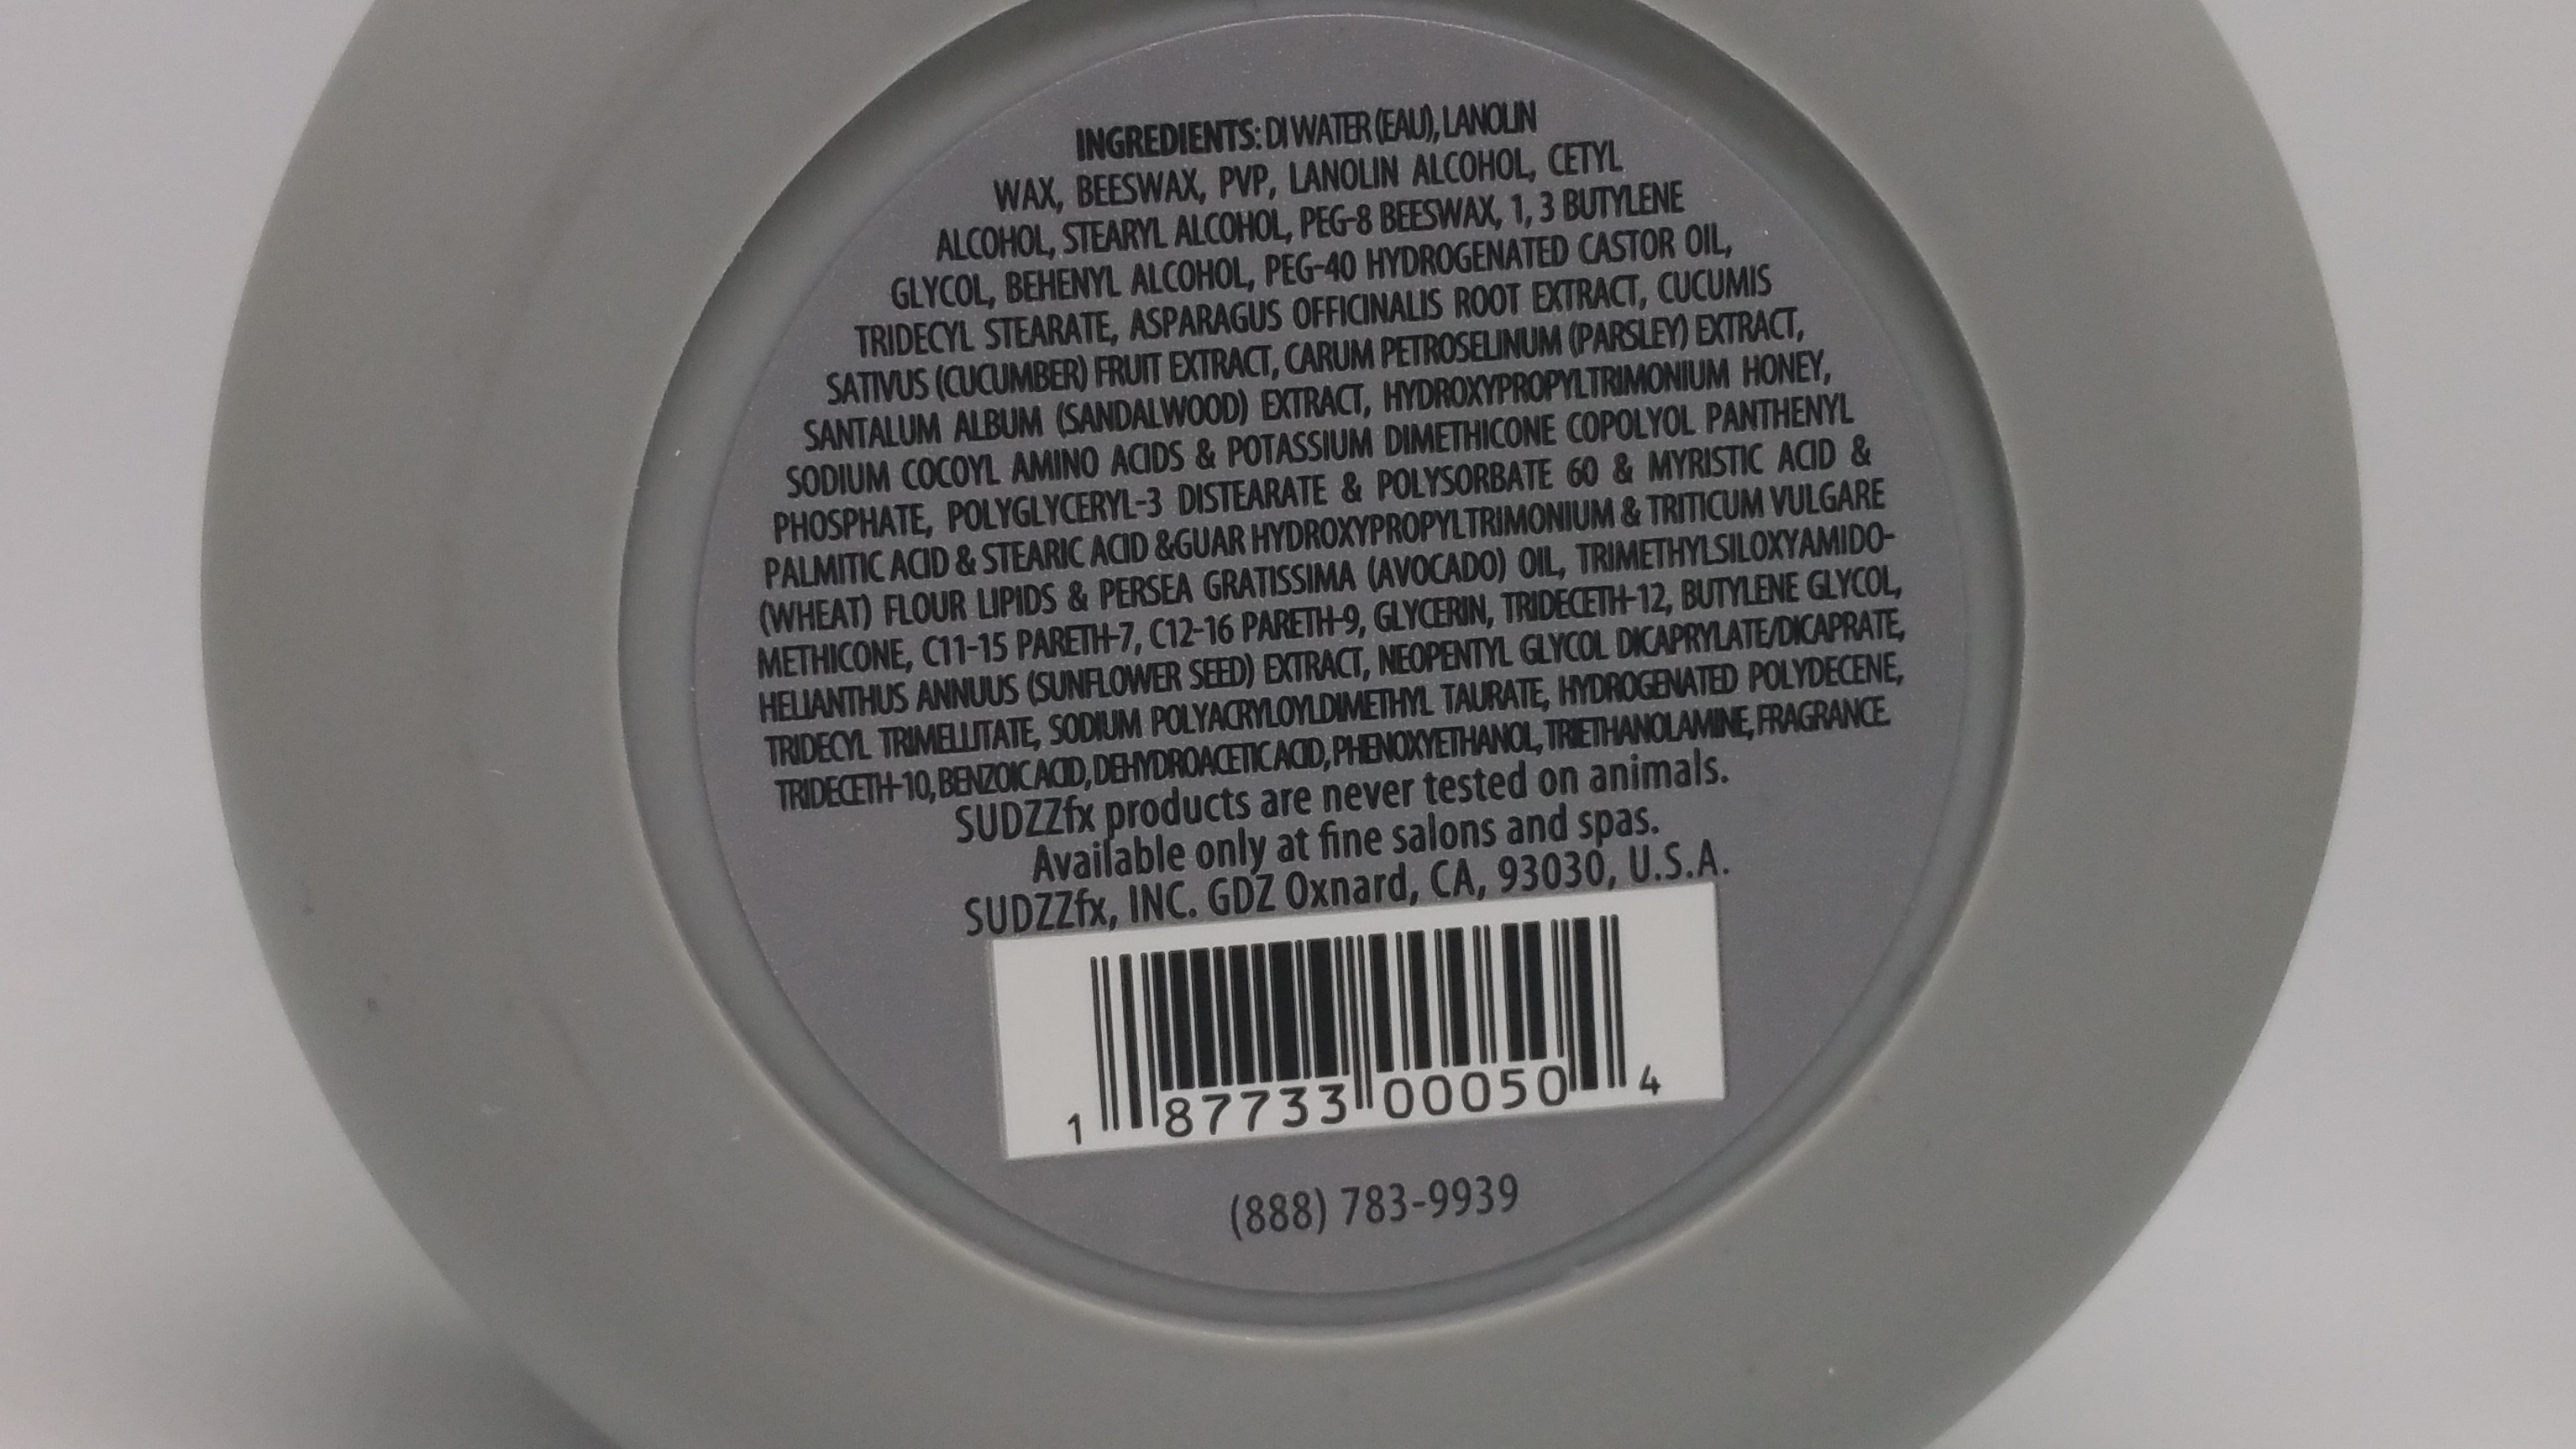 INGREDIENTS: DI WATER (EAU), LANOLIN
WAX, BEESWAX, PVP, LANOLIN ALCOHOL, CETYL
ALCOHOL, STEARYL ALCOHOL, PEG-8 BEESWAX, 1, 3 BUTYLENE
GLYCOL, BEHENYL ALCOHOL, PEG-40 HYDROGENATED CASTOR OIL,
TRIDECYL STEARATE, ASPARAGUS OFFICINALIS ROOT EXTRACT, CUCUMIS
SATIVUS (CUCUMBER) FRUIT EXTRACT, CARUM PETROSELINUM (PARSLEY) EXTRACT,
SANTALUM ALBUM (SANDALWOOD) EXTRACT, HYDROXYPROPYLTRIMONIUM HONEY,
SODIUM COCOYL AMINO ACIDS & POTASSIUM DIMETHICONE COPOLYOL PANTHENYL
PHOSPHATE, POLYGLYCERYL-3 DISTEARATE & POLYSORBATE 60 & MYRISTIC ACID &
PALMITIC ACID & STEARIC ACID &GUAR HYDROXYPROPYLTRIMONIUM & TRITICUM VULGARE
(WHEAT) FLOUR LIPIDS & PERSEA GRATISSIMA (AVOCADO) OIL, TRIMETHYLSILOXYAMIDO-
METHICONE, C11-15 PARETH-7, C12-16 PARETH-9, GLYCERIN, TRIDECETH-12, BUTYLENE GLYCOL,
HELIANTHUS ANNUUS (SUNFLOWER SEED) EXTRACT, NEOPENTYL GLYCOL DICAPRYLATE/DICAPRATE,
TRIDECYL TRIMELLITATE, SODIUM POLYACRYLOYLDIMETHYL TAURATE, HYDROGENATED POLYDECENE,
TRIDECETH-10, BENZOIC ACID, DEHYDROACETIC ACID, PHENOXYETHANOL, TRIETHANOLAMINE, FRAGRANCE.
SUDZZfx products are never tested on animals.
Available only at fine salons and spas.
SUDZZfx, INC. GDZ Oxnard, CA, 93030, U.S.A.
1 87733 00050 4
(888) 783-9939